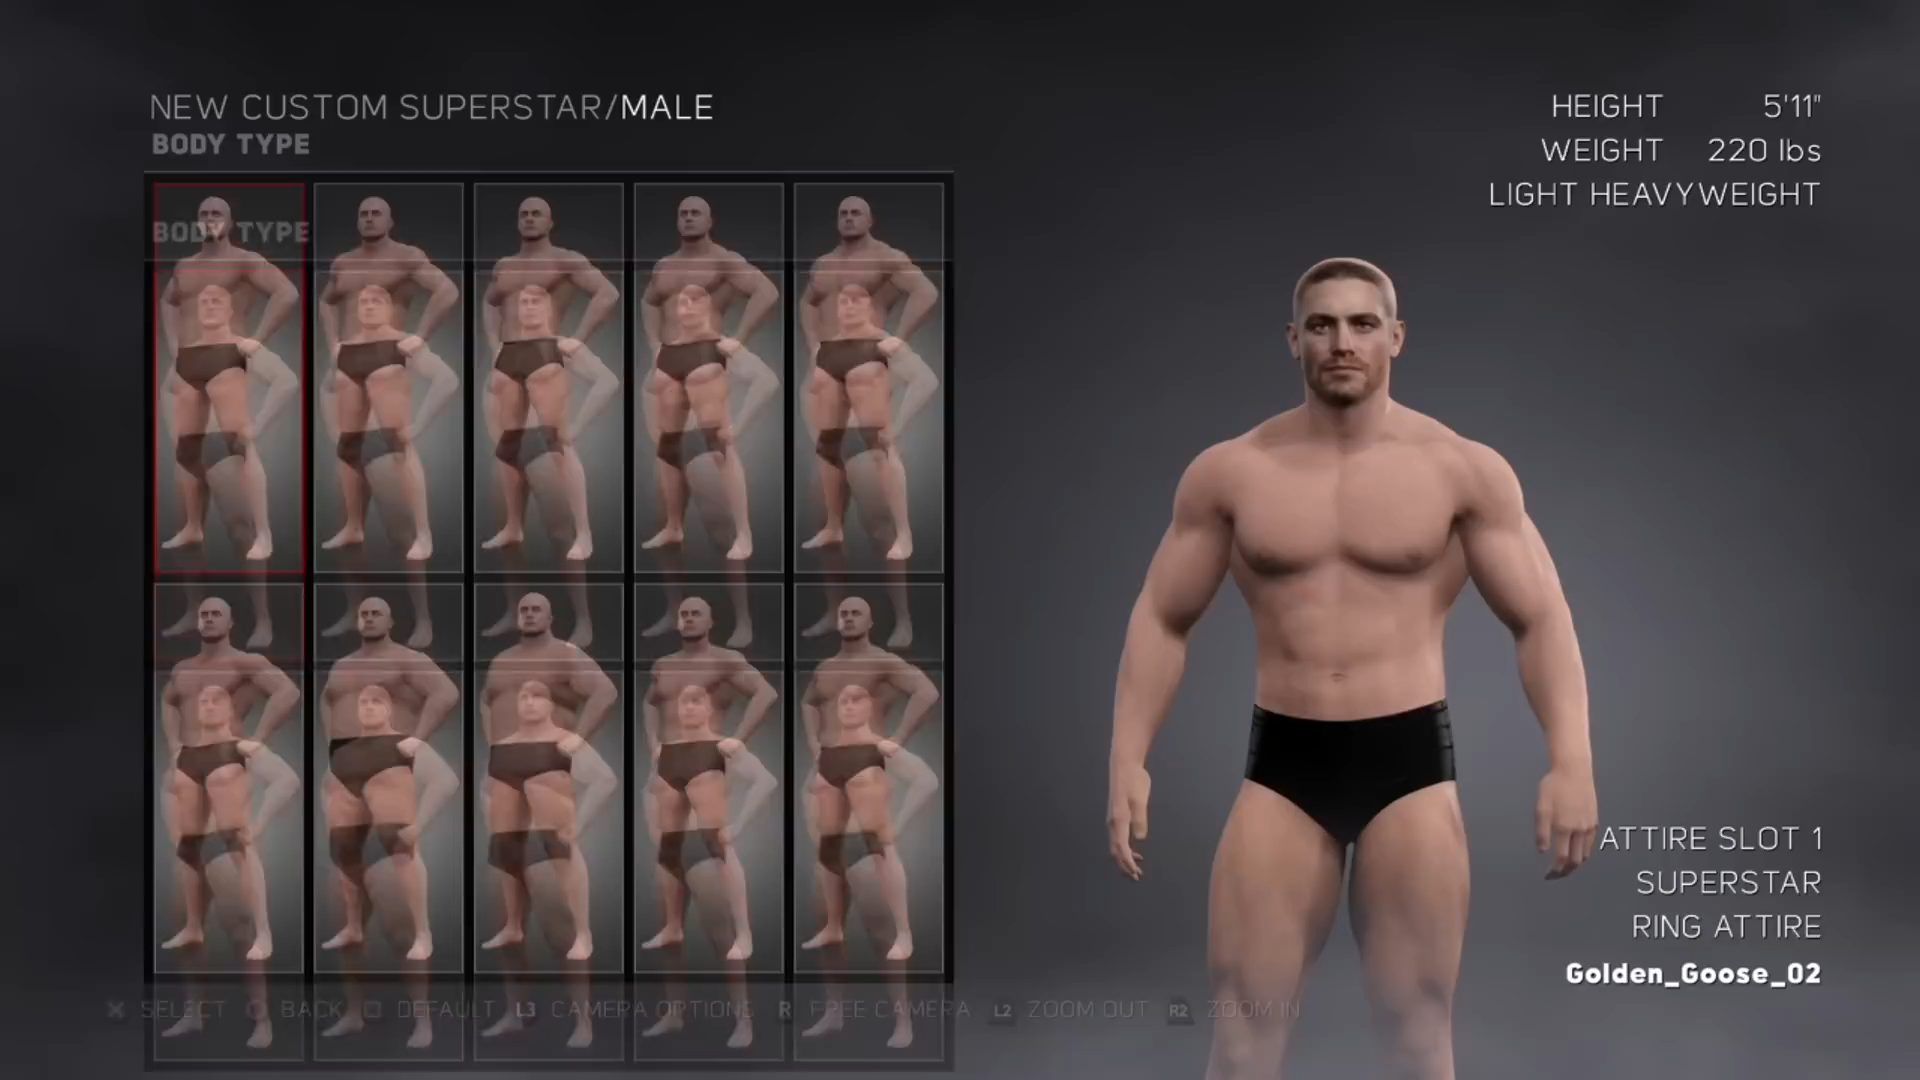 NEW CUSTOM SUPERSTAR/MALE
BODY TYPE
BODY TYPE
HEIGHT 5'11"
WEIGHT 220 lbs
LIGHT HEAVYWEIGHT
ATTIRE SLOT 1
SUPERSTAR
RING ATTIRE
Golden_Goose_02
SELECT BACK DEFAULT L3 CAMERA OPTIONS R FREE CAMERA L2 ZOOM OUT R2 ZOOM IN